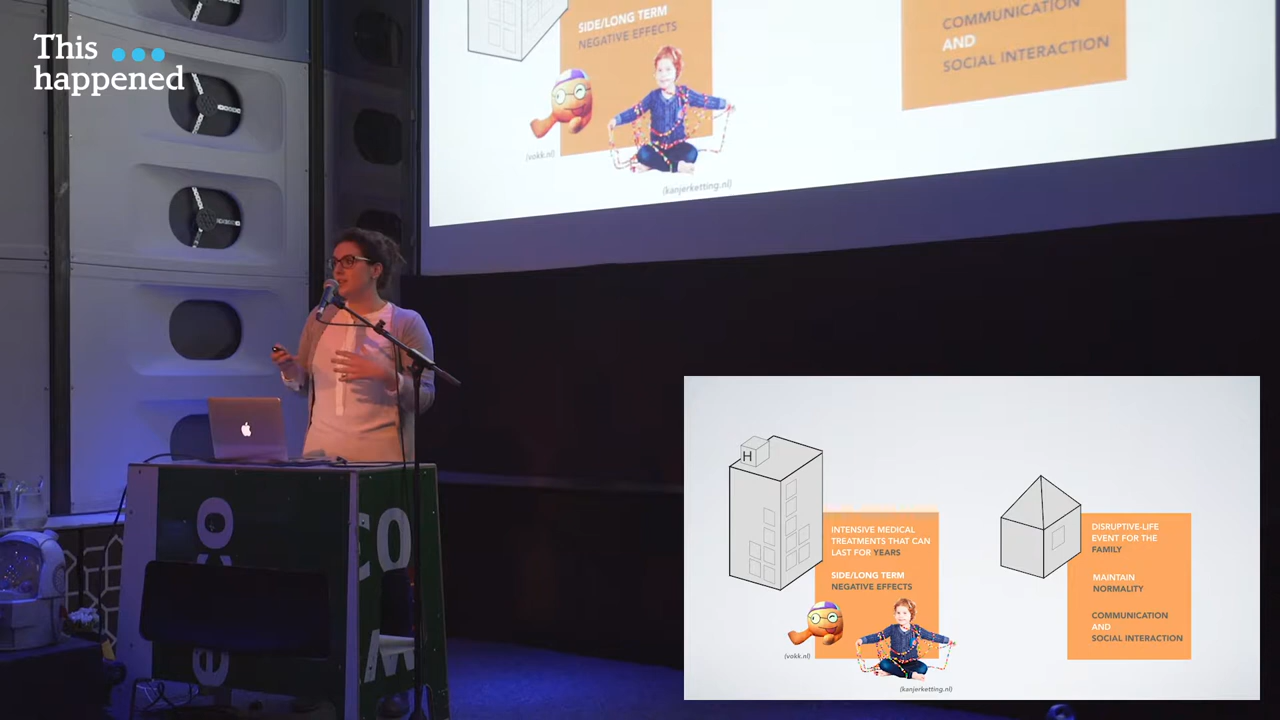 This
happened
SIDE/LONG TERM
NEGATIVE EFFECTS
(vokk.nl)
(kanjerketting.nl)
COMMUNICATION
AND
SOCIAL INTERACTION
CO
H
INTENSIVE MEDICAL
TREATMENTS THAT CAN
LAST FOR YEARS
SIDE/LONG TERM
NEGATIVE EFFECTS
(vokk.nl)
(kanjerketting.nl)
DISRUPTIVE-LIFE
EVENT FOR THE
FAMILY
MAINTAIN
NORMALITY
COMMUNICATION
AND
SOCIAL INTERACTION